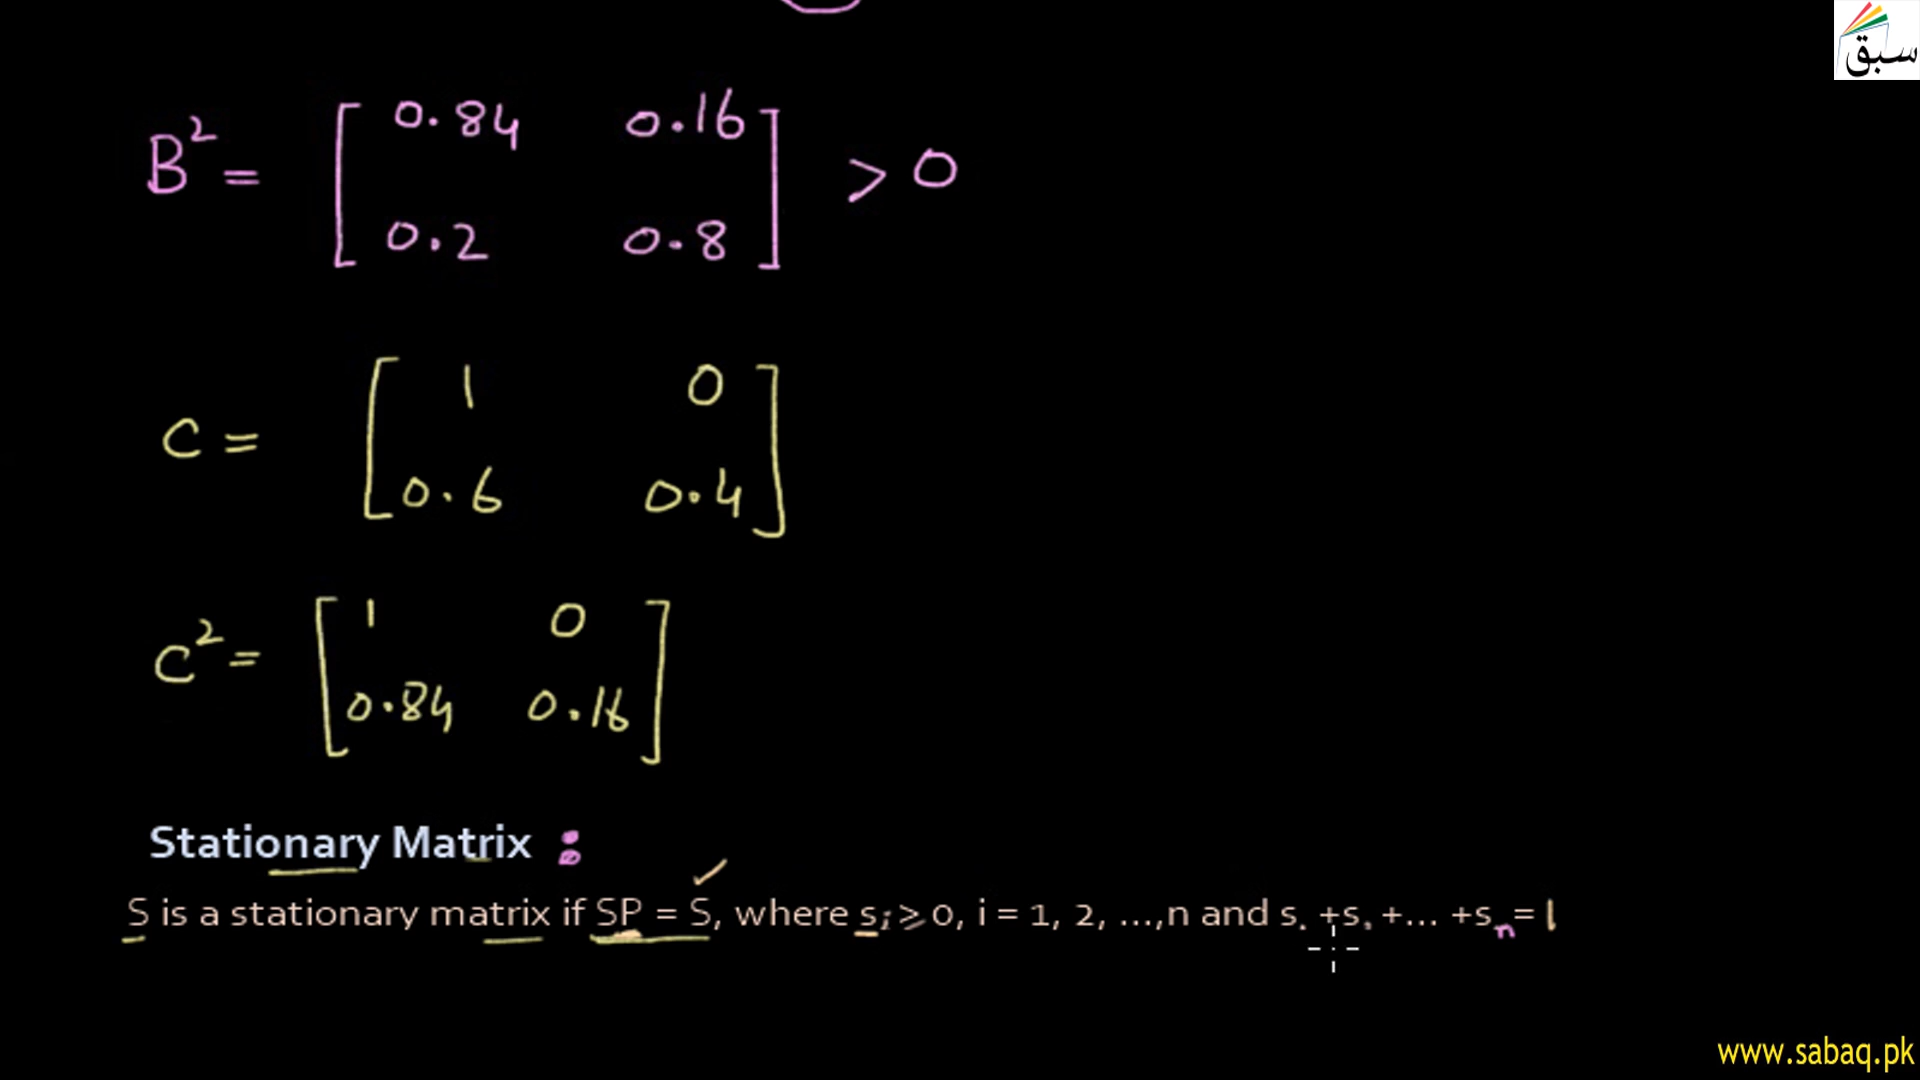 سبق
B² = [ 0.84 0.16
0.2 0.8 ] > 0
C = [ 1 0
0.6 0.4 ]
C² = [ 1 0
0.84 0.16 ]
Stationary Matrix :
S is a stationary matrix if SP = S, where sᵢ ⩾ 0, i = 1, 2, ...,n and s. +s. +... +sₙ = 1
www.sabaq.pk